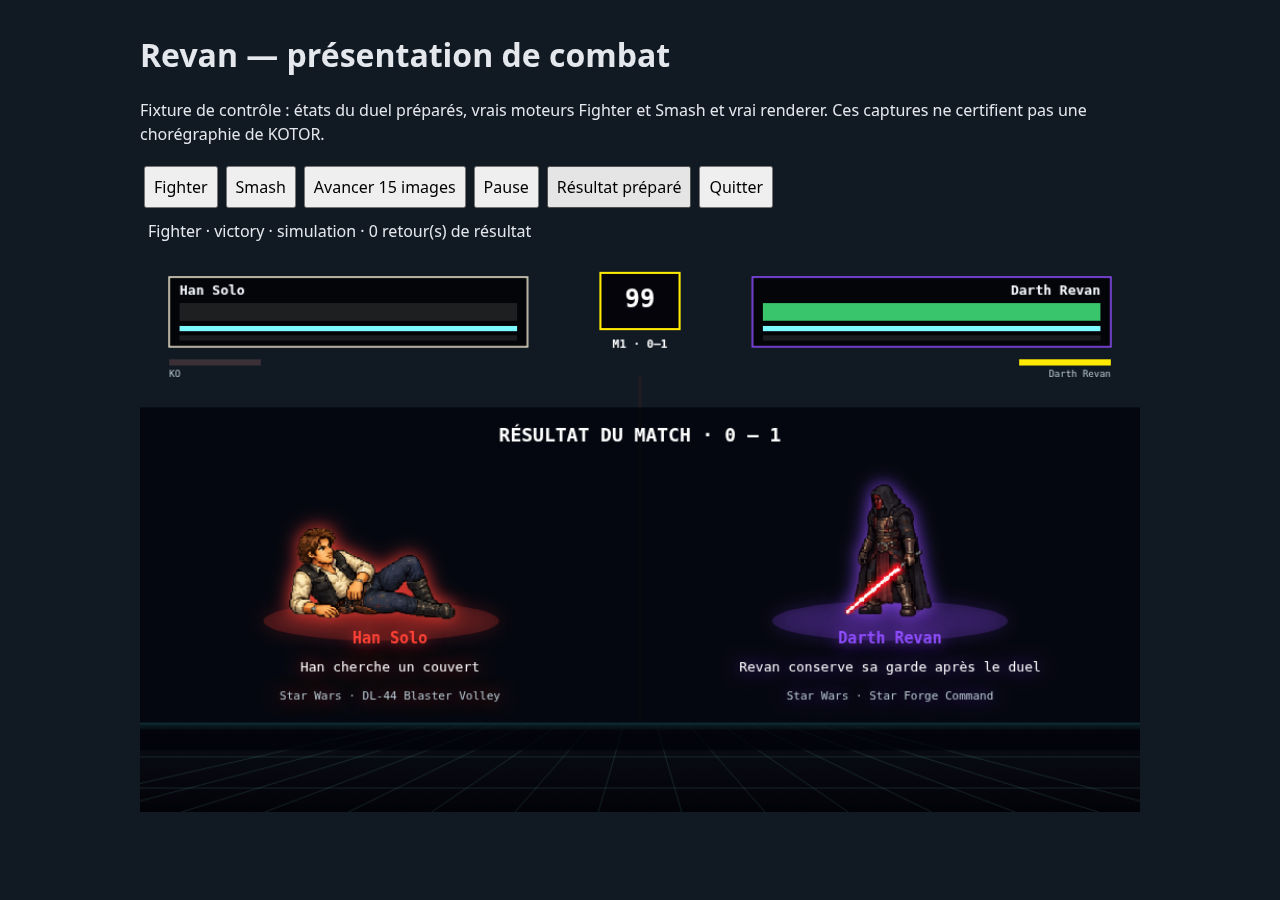 Revan — présentation de combat
Fixture de contrôle : états du duel préparés, vrais moteurs Fighter et Smash et vrai renderer. Ces captures ne certifient pas une
chorégraphie de KOTOR.
Fighter Smash Avancer 15 images Pause Résultat préparé Quitter
Fighter · victory · simulation · 0 retour(s) de résultat
Han Solo 99 Darth Revan
M1 · 0—1
KO Darth Revan
RÉSULTAT DU MATCH · 0 — 1
Han Solo Darth Revan
Han cherche un couvert Revan conserve sa garde après le duel
Star Wars · DL-44 Blaster Volley Star Wars · Star Forge Command